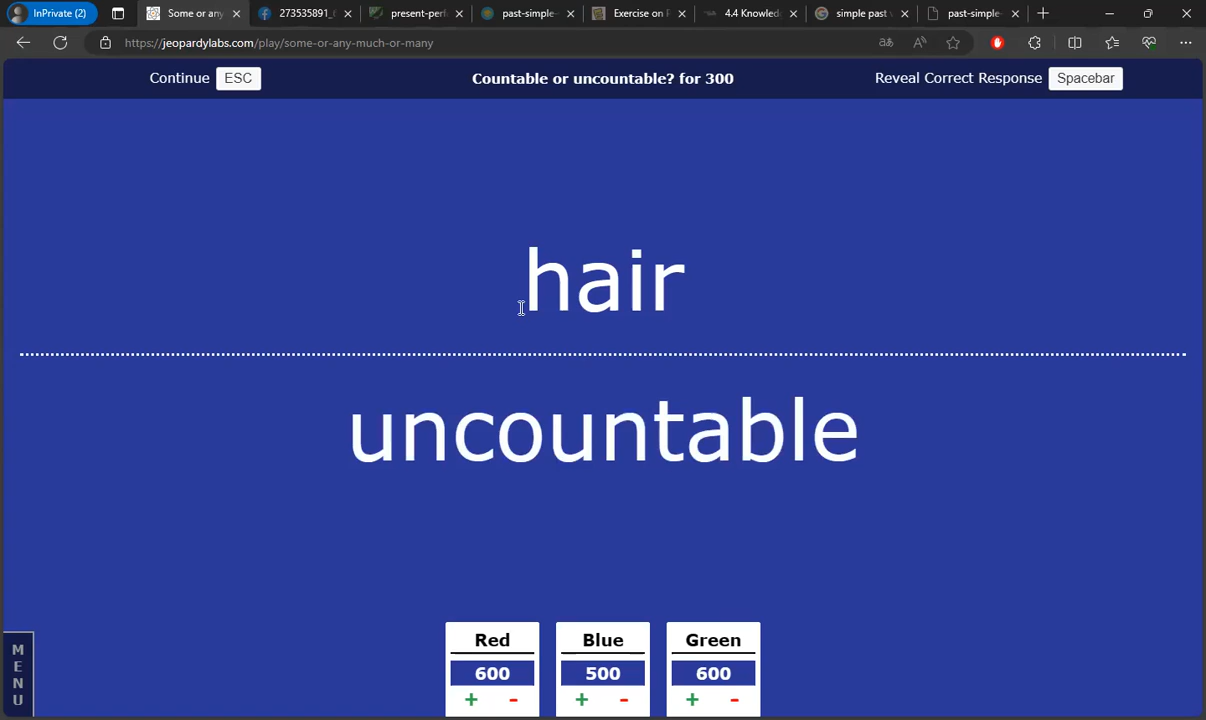 InPrivate (2)
Some or any
273535891_
present-perf
past-simple-
Exercise on
4.4 Knowled
simple past
past-simple-
https://jeopardylabs.com/play/some-or-any-much-or-many
Continue ESC
Countable or uncountable? for 300
Reveal Correct Response Spacebar
hair
uncountable
MENU
Red Blue Green
600 500 600
+ - + - + -